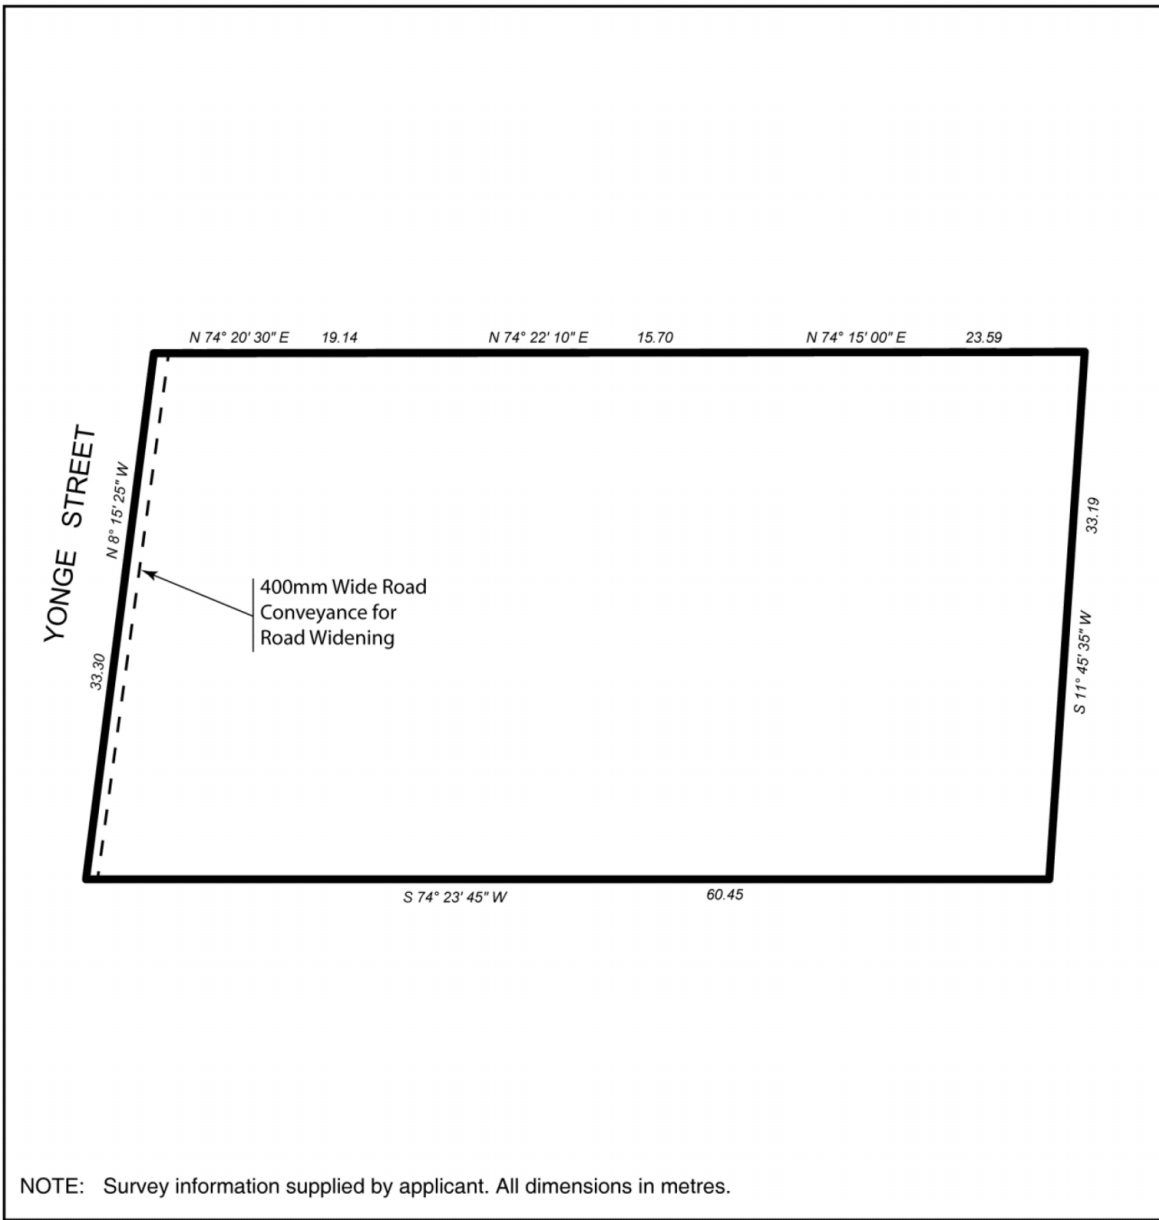 N 74° 20' 30" E 19.14 N 74° 22' 10" E 15.70 N 74° 15' 00" E 23.59
YONGE STREET
N 8° 15' 25" W
33.30
400mm Wide Road
Conveyance for
Road Widening
33.19
S 11° 45' 35" W
S 74° 23' 45" W 60.45
NOTE: Survey information supplied by applicant. All dimensions in metres.